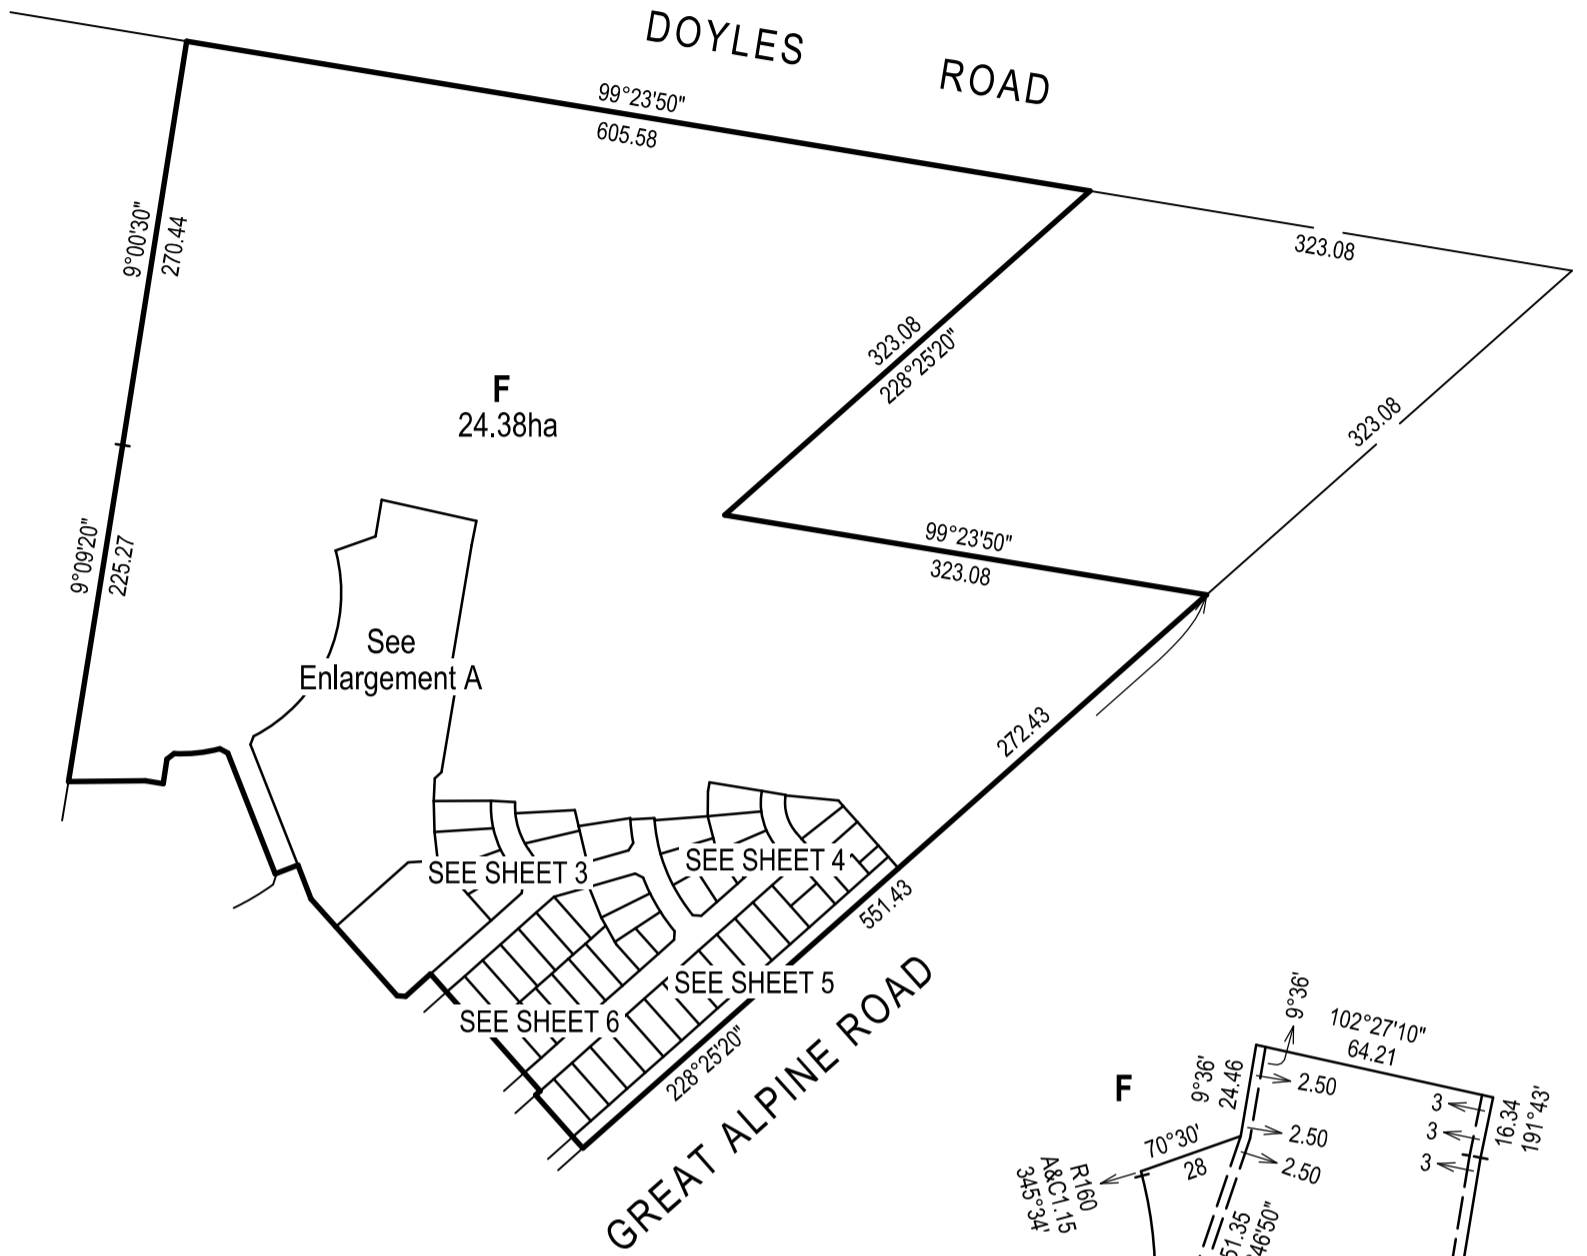 DOYLES ROAD
99°23'50"
605.58
9°00'30"
270.44
323.08
323.08
228°25'20"
323.08
F
24.38ha
9°09'20"
225.27
99°23'50"
323.08
See
Enlargement A
272.43
SEE SHEET 3
SEE SHEET 4
551.43
SEE SHEET 5
SEE SHEET 6
228°25'20"
GREAT ALPINE ROAD
9°36'
102°27'10"
64.21
F
9°36'
24.46
2.50
3
16.34
191°43'
3
2.50
70°30'
28
2.50
3
R160
A&C1.15
345°34'